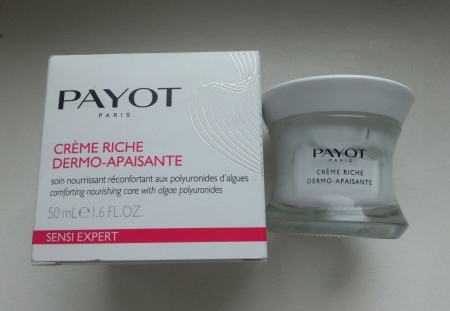 PAYOT
PARIS
CRÈME RICHE
DERMO-APAISANTE
soin nourrissant réconfortant aux polyuronides d'algues
comforting nourishing care with algae polyuronides
50 mL e 1.6 FL.OZ.
SENSI EXPERT
PAYOT
PARIS
CRÈME RICHE
DERMO-APAISANTE